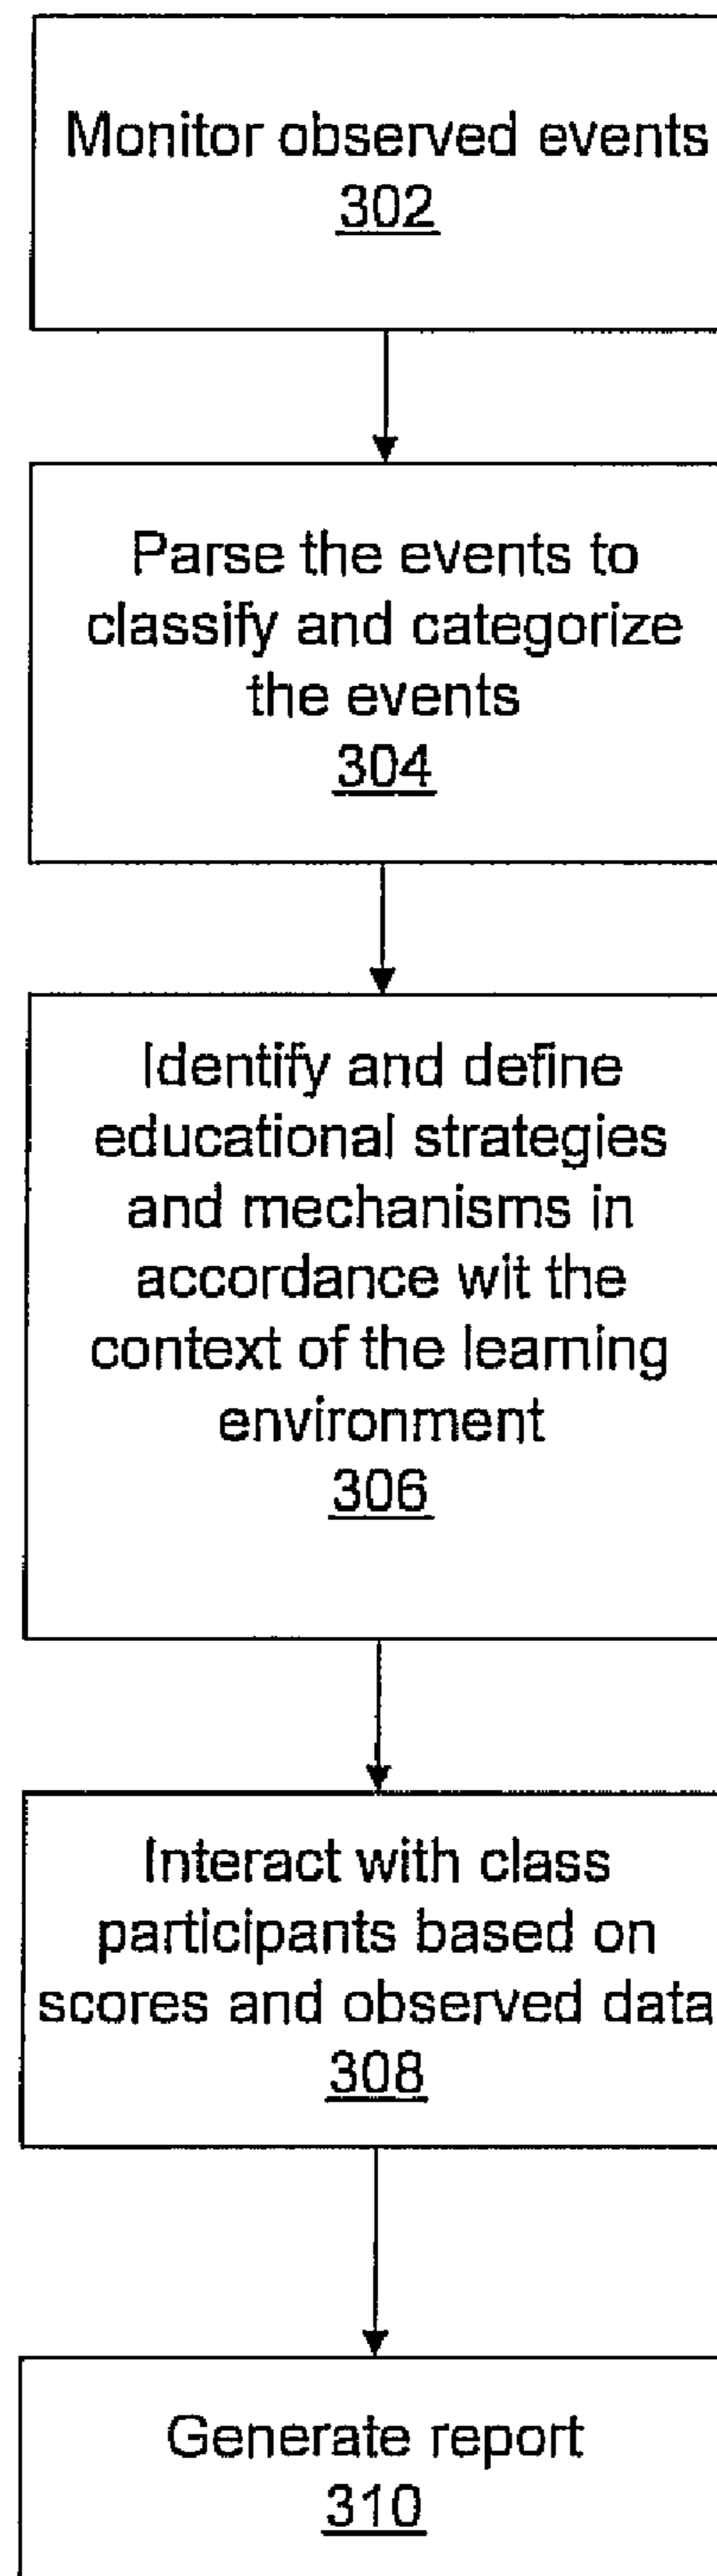 Monitor observed events
302
Parse the events to
classify and categorize
the events
304
Identify and define
educational strategies
and mechanisms in
accordance wit the
context of the learning
environment
306
Interact with class
participants based on
scores and observed data
308
Generate report
310